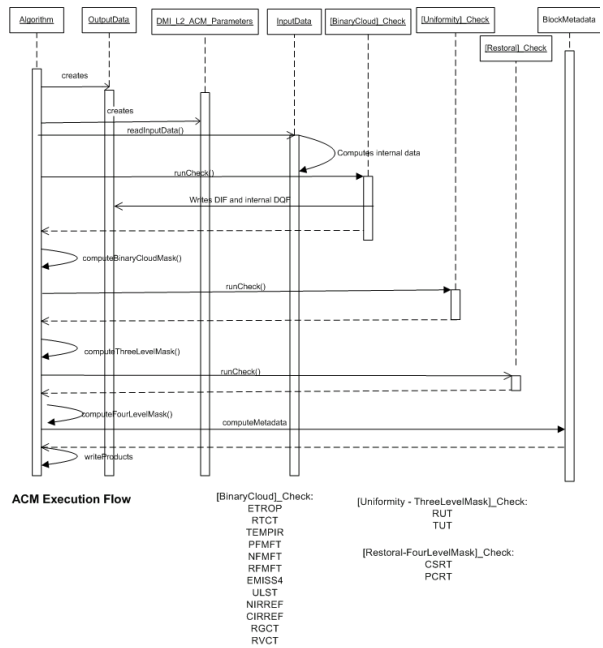 Algorithm
OutputData
DMI_L2_ACM_Parameters
InputData
[BinaryCloud]_Check
[Uniformity]_Check
BlockMetadata
[Restoral]_Check
creates
creates
readInputData()
Computes internal data
runCheck()
Writes DIF and internal DQF
computeBinaryCloudMask()
runCheck()
computeThreeLevelMask()
runCheck()
computeFourLevelMask()
computeMetadata
writeProducts
ACM Execution Flow
[BinaryCloud]_Check:
ETROP
RTCT
TEMPIR
PFMFT
NFMFT
RFMFT
EMISS4
ULST
NIRREF
CIRREF
RGCT
RVCT
[Uniformity - ThreeLevelMask]_Check:
RUT
TUT
[Restoral-FourLevelMask]_Check:
CSRT
PCRT